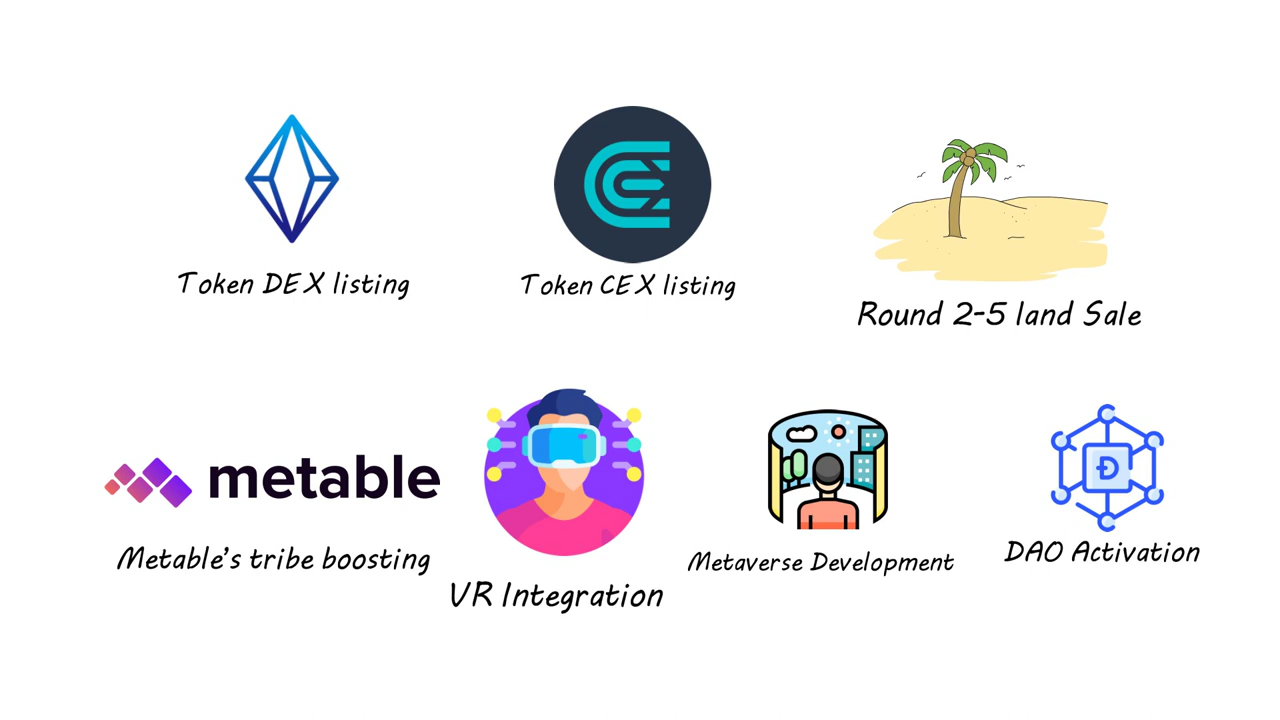 Token DEX listing
Token CEX listing
Round 2-5 land Sale
metable
Metable's tribe boosting
VR Integration
Metaverse Development
DAO Activation